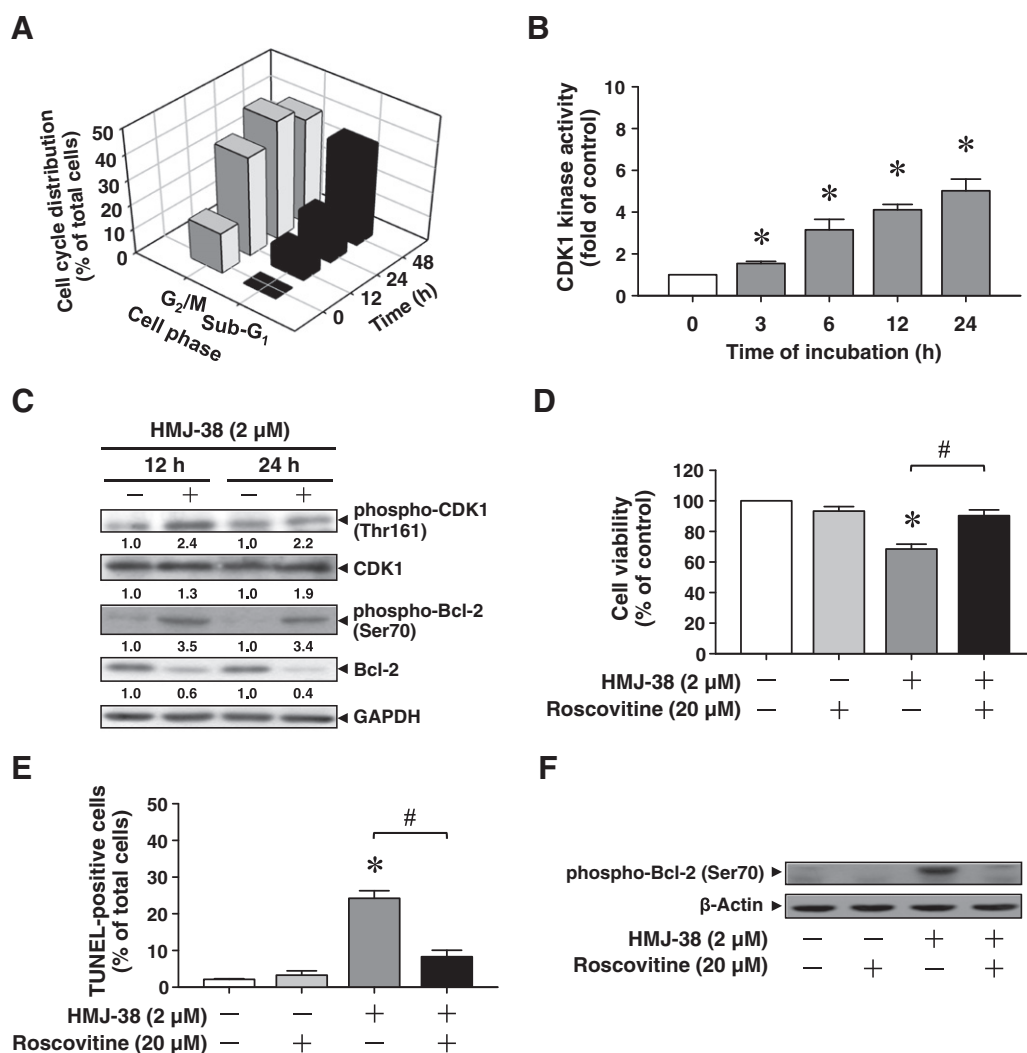 A
Cell cycle distribution
(% of total cells)
50
40
30
20
10
0
G2/M
Sub-G1
Cell phase
0
12
24
48
Time (h)
B
CDK1 kinase activity
(fold of control)
10
8
6
4
2
0
* * * *
0 3 6 12 24
Time of incubation (h)
C
HMJ-38 (2 µM)
12 h 24 h
− + − +
phospho-CDK1
(Thr161)
1.0 2.4 1.0 2.2
CDK1
1.0 1.3 1.0 1.9
phospho-Bcl-2
(Ser70)
1.0 3.5 1.0 3.4
Bcl-2
1.0 0.6 1.0 0.4
GAPDH
D
Cell viability
(% of control)
120
100
80
60
40
20
0
#
*
HMJ-38 (2 µM) − − + +
Roscovitine (20 µM) − + − +
E
TUNEL-positive cells
(% of total cells)
50
40
30
20
10
0
#
*
HMJ-38 (2 µM) − − + +
Roscovitine (20 µM) − + − +
F
phospho-Bcl-2 (Ser70)
β-Actin
HMJ-38 (2 µM) − − + +
Roscovitine (20 µM) − + − +